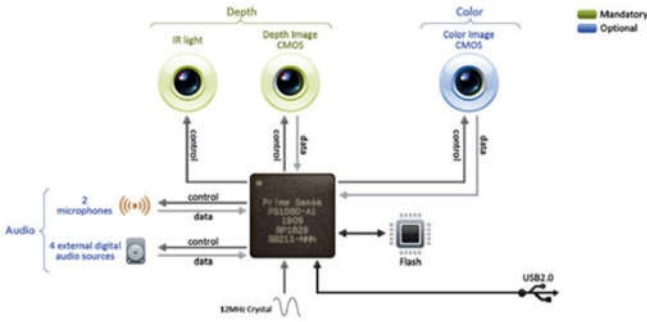 Depth
Color
Mandatory
Optional
IR light
Depth Image
CMOS
Color Image
CMOS
control
control
data
control
data
Audio
2
microphones
control
data
4 external digital
audio sources
control
data
Prime Sense
PS1080-A1
Flash
USB2.0
12MHz Crystal